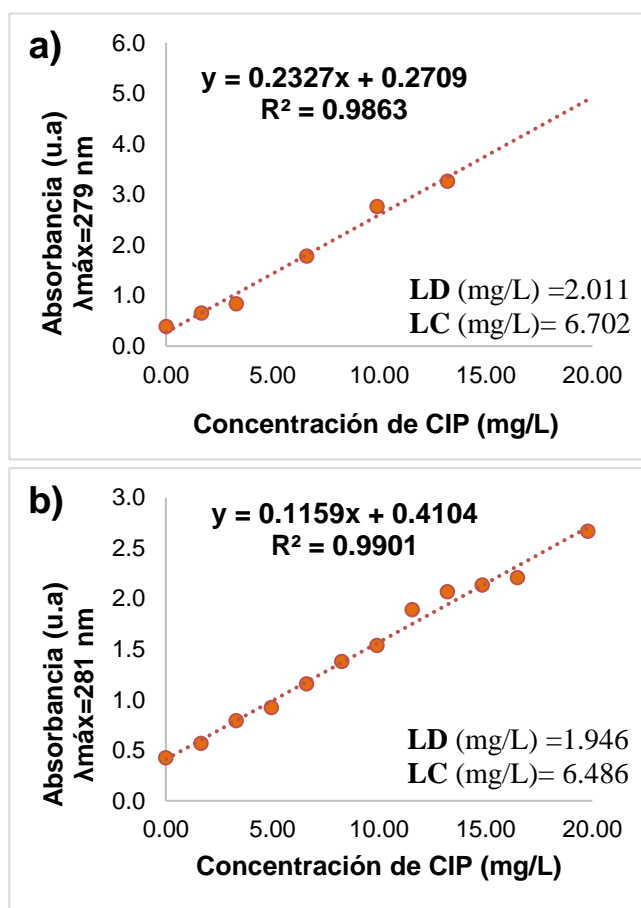 a)
y = 0.2327x + 0.2709
R² = 0.9863
6.0
5.0
4.0
3.0
2.0
1.0
0.0
Absorbancia (u.a)
λmáx=279 nm
LD (mg/L) =2.011
LC (mg/L)= 6.702
0.00 5.00 10.00 15.00 20.00
Concentración de CIP (mg/L)
b)
y = 0.1159x + 0.4104
R² = 0.9901
3.0
2.5
2.0
1.5
1.0
0.5
0.0
Absorbancia (u.a)
λmáx=281 nm
LD (mg/L) =1.946
LC (mg/L)= 6.486
0.00 5.00 10.00 15.00 20.00
Concentración de CIP (mg/L)